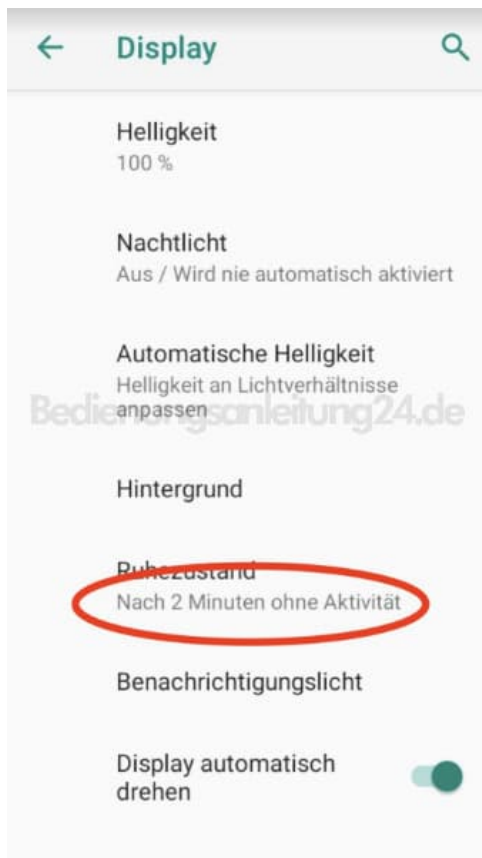 Display
Helligkeit
100 %
Nachtlicht
Aus / Wird nie automatisch aktiviert
Automatische Helligkeit
Helligkeit an Lichtverhältnisse
anpassen
Bedienungsanleitung24.de
Hintergrund
Ruhezustand
Nach 2 Minuten ohne Aktivität
Benachrichtigungslicht
Display automatisch
drehen